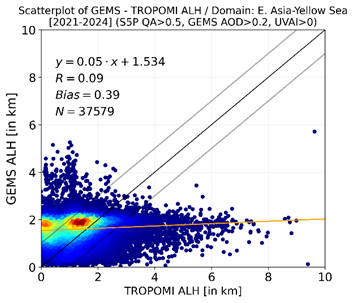 Scatterplot of GEMS - TROPOMI ALH / Domain: E. Asia-Yellow Sea
[2021-2024] (S5P QA>0.5, GEMS AOD>0.2, UVAI>0)
10
8
6
4
2
0
GEMS ALH [in km]
y = 0.05 · x + 1.534
R = 0.09
Bias = 0.39
N = 37579
0 2 4 6 8 10
TROPOMI ALH [in km]